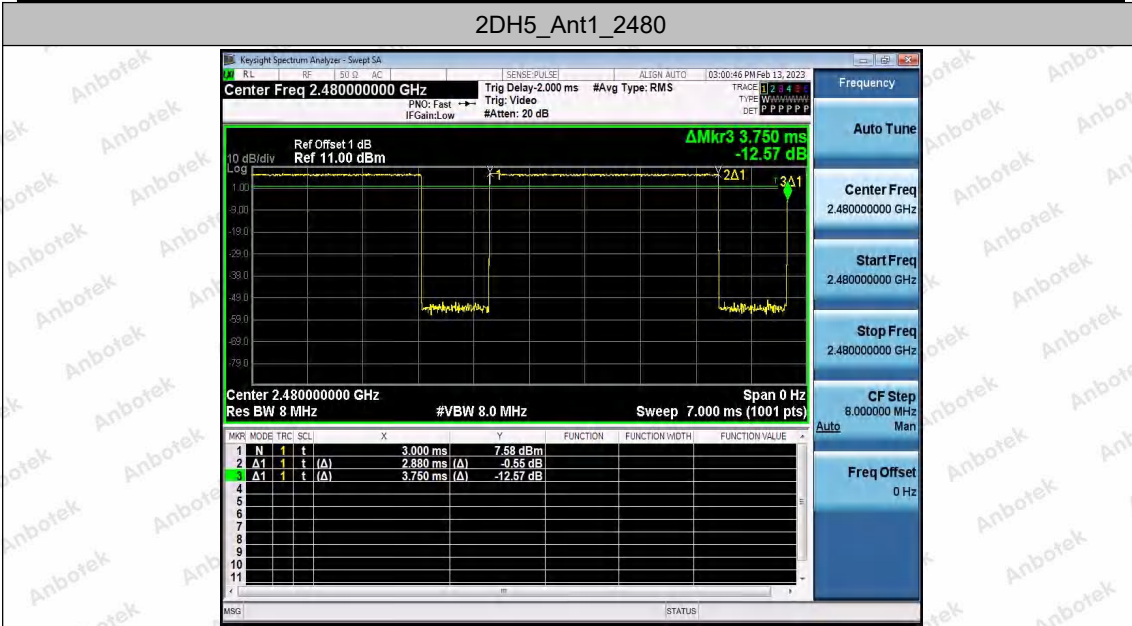 2DH5_Ant1_2480
Keysight Spectrum Analyzer - Swept SA
RL RF 50 Ω AC SENSE:PULSE ALIGN AUTO 03:00:46 PM Feb 13, 2023
Center Freq 2.480000000 GHz
PNO: Fast
IFGain:Low
Trig Delay-2.000 ms
Trig: Video
#Atten: 20 dB
#Avg Type: RMS
TRACE 1 2 3 4 5 6
TYPE WWWWWW
DET P P P P P P
Frequency
Auto Tune
Center Freq
2.480000000 GHz
Start Freq
2.480000000 GHz
Stop Freq
2.480000000 GHz
CF Step
8.000000 MHz
Auto Man
Freq Offset
0 Hz
ΔMkr3 3.750 ms
-12.57 dB
Ref Offset 1 dB
10 dB/div Ref 11.00 dBm
Log
1
2Δ1
3Δ1
1.00
-9.00
-19.0
-29.0
-39.0
-49.0
-59.0
-69.0
-79.0
Center 2.480000000 GHz Span 0 Hz
Res BW 8 MHz #VBW 8.0 MHz Sweep 7.000 ms (1001 pts)
MKR MODE TRC SCL X Y FUNCTION FUNCTION WIDTH FUNCTION VALUE
1 N 1 t 3.000 ms 7.58 dBm
2 Δ1 1 t (Δ) 2.880 ms (Δ) -0.55 dB
3 Δ1 1 t (Δ) 3.750 ms (Δ) -12.57 dB
4
5
6
7
8
9
10
11
MSG STATUS
Anbotek